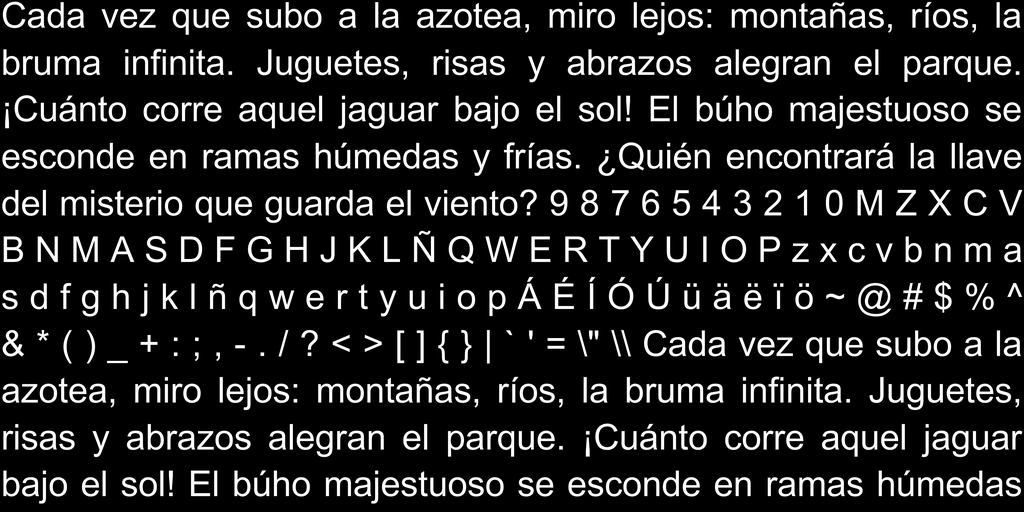 Cada vez que subo a la azotea, miro lejos: montañas, ríos, la
bruma infinita. Juguetes, risas y abrazos alegran el parque.
¡Cuánto corre aquel jaguar bajo el sol! El búho majestuoso se
esconde en ramas húmedas y frías. ¿Quién encontrará la llave
del misterio que guarda el viento? 9 8 7 6 5 4 3 2 1 0 M Z X C V
B N M A S D F G H J K L Ñ Q W E R T Y U I O P z x c v b n m a
s d f g h j k l ñ q w e r t y u i o p Á É Í Ó Ú ü ä ë ï ö ~ @ # $ % ^
& * ( ) _ + : ; , - . / ? < > [ ] { } | ` ' = \" \\ Cada vez que subo a la
azotea, miro lejos: montañas, ríos, la bruma infinita. Juguetes,
risas y abrazos alegran el parque. ¡Cuánto corre aquel jaguar
bajo el sol! El búho majestuoso se esconde en ramas húmedas